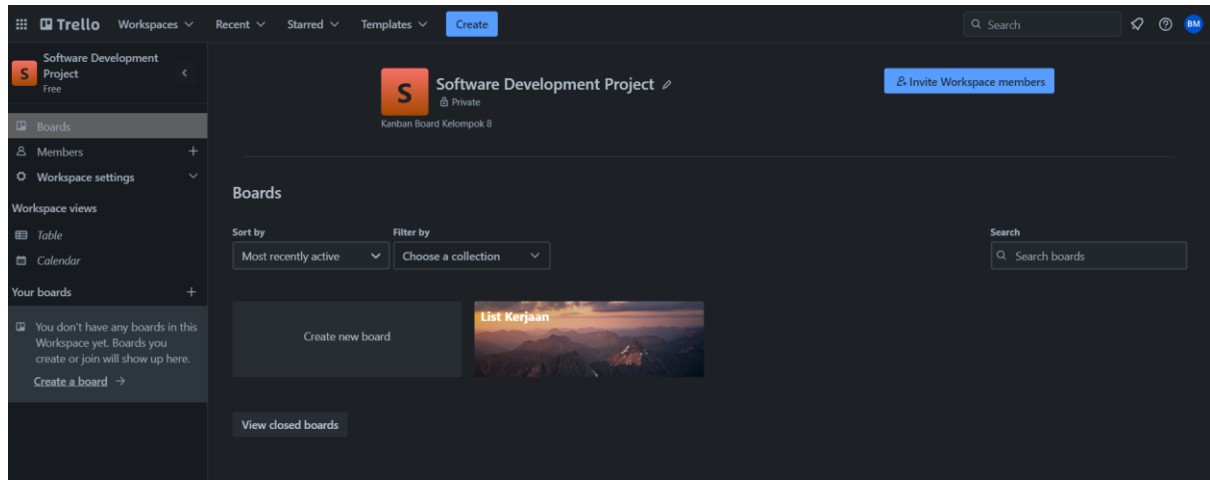 Trello Workspaces Recent Starred Templates Create Search BM
S Software Development
Project
Free
Boards
Members
Workspace settings
Workspace views
Table
Calendar
Your boards
You don't have any boards in this
Workspace yet. Boards you
create or join will show up here.
Create a board
S Software Development Project
Private
Kanban Board Kelompok 8
Invite Workspace members
Boards
Sort by Filter by Search
Most recently active Choose a collection Search boards
Create new board
List Kerjaan
View closed boards